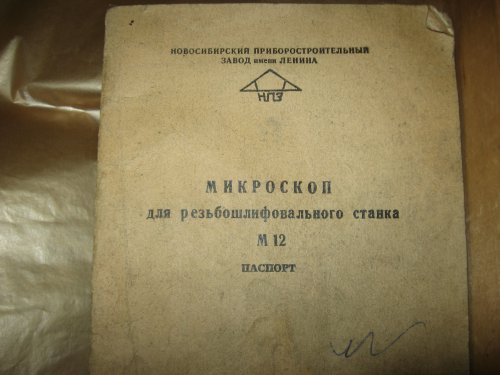 НОВОСИБИРСКИЙ ПРИБОРОСТРОИТЕЛЬНЫЙ
ЗАВОД имени ЛЕНИНА
НПЗ
МИКРОСКОП
для резьбошлифовального станка
М 12
ПАСПОРТ